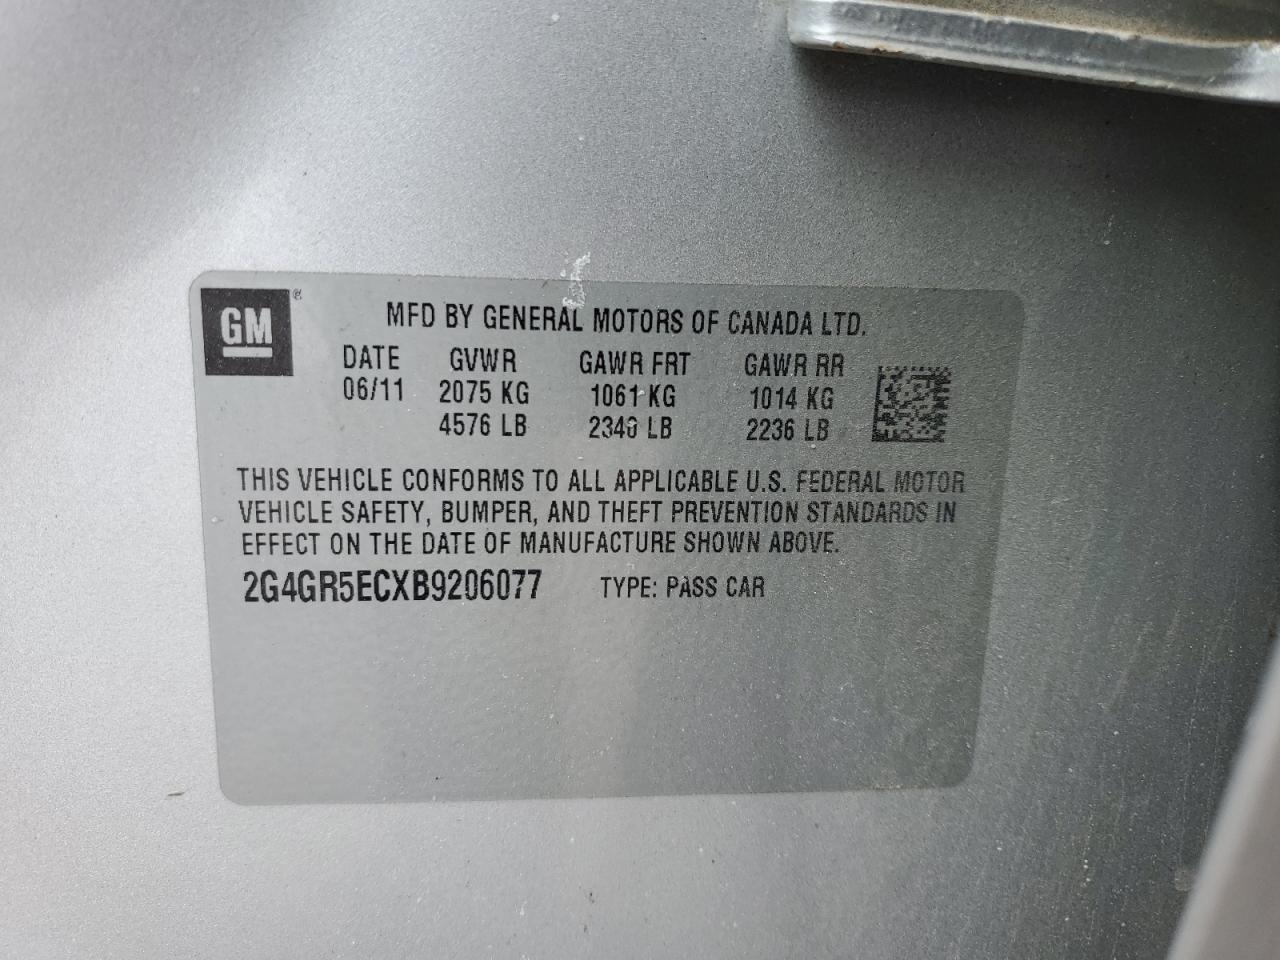 GM ®
MFD BY GENERAL MOTORS OF CANADA LTD.
DATE GVWR GAWR FRT GAWR RR
06/11 2075 KG 1061 KG 1014 KG
4576 LB 2340 LB 2236 LB
THIS VEHICLE CONFORMS TO ALL APPLICABLE U.S. FEDERAL MOTOR
VEHICLE SAFETY, BUMPER, AND THEFT PREVENTION STANDARDS IN
EFFECT ON THE DATE OF MANUFACTURE SHOWN ABOVE.
2G4GR5ECXB9206077 TYPE: PASS CAR